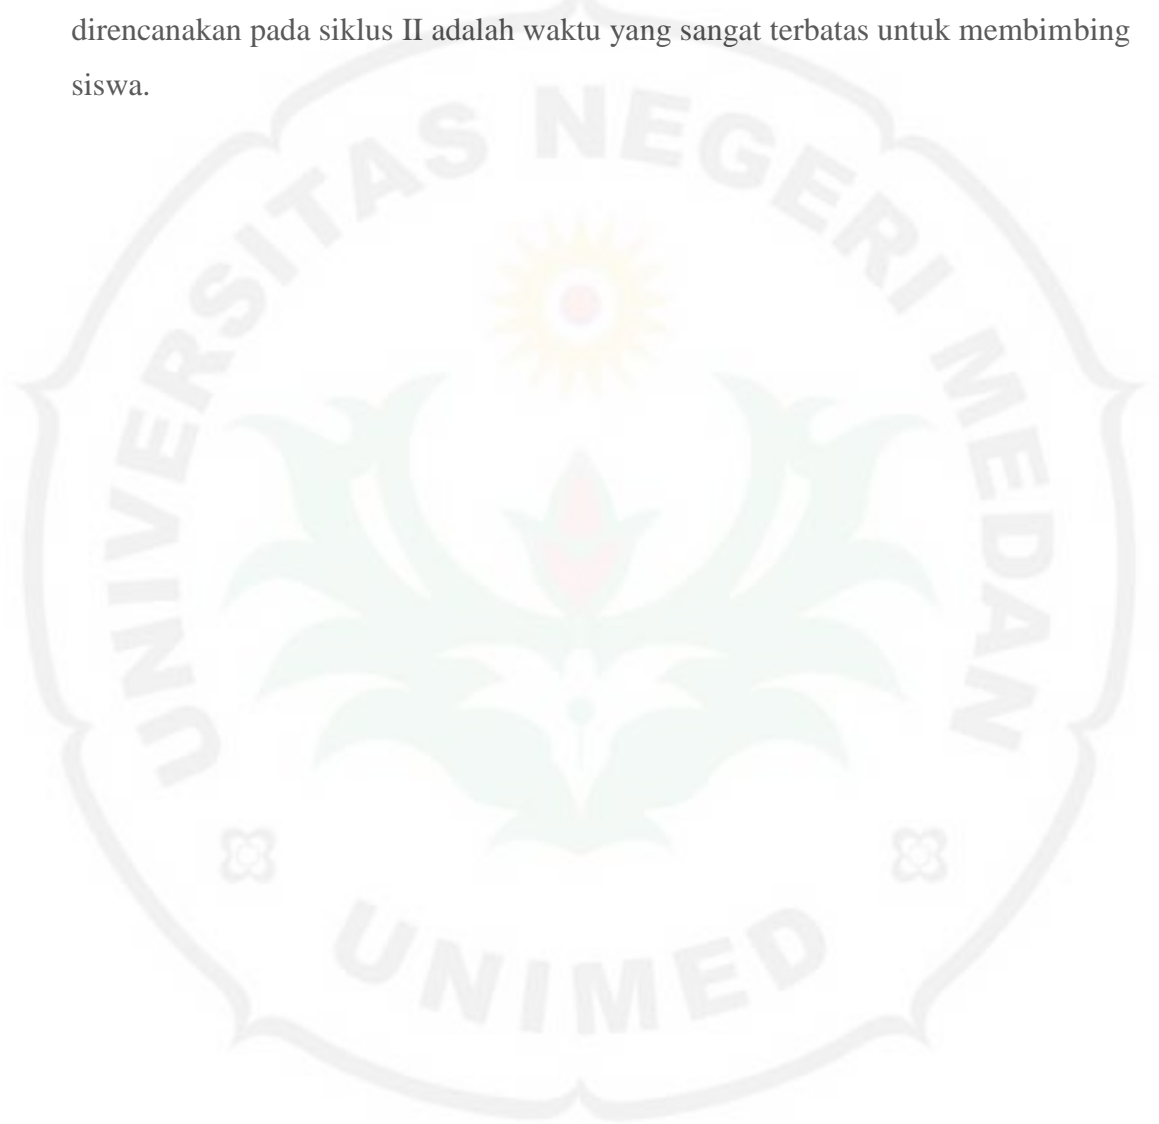 direncanakan pada siklus II adalah waktu yang sangat terbatas untuk membimbing
siswa.
UNIVERSITAS NEGERI MEDAN
UNIMED